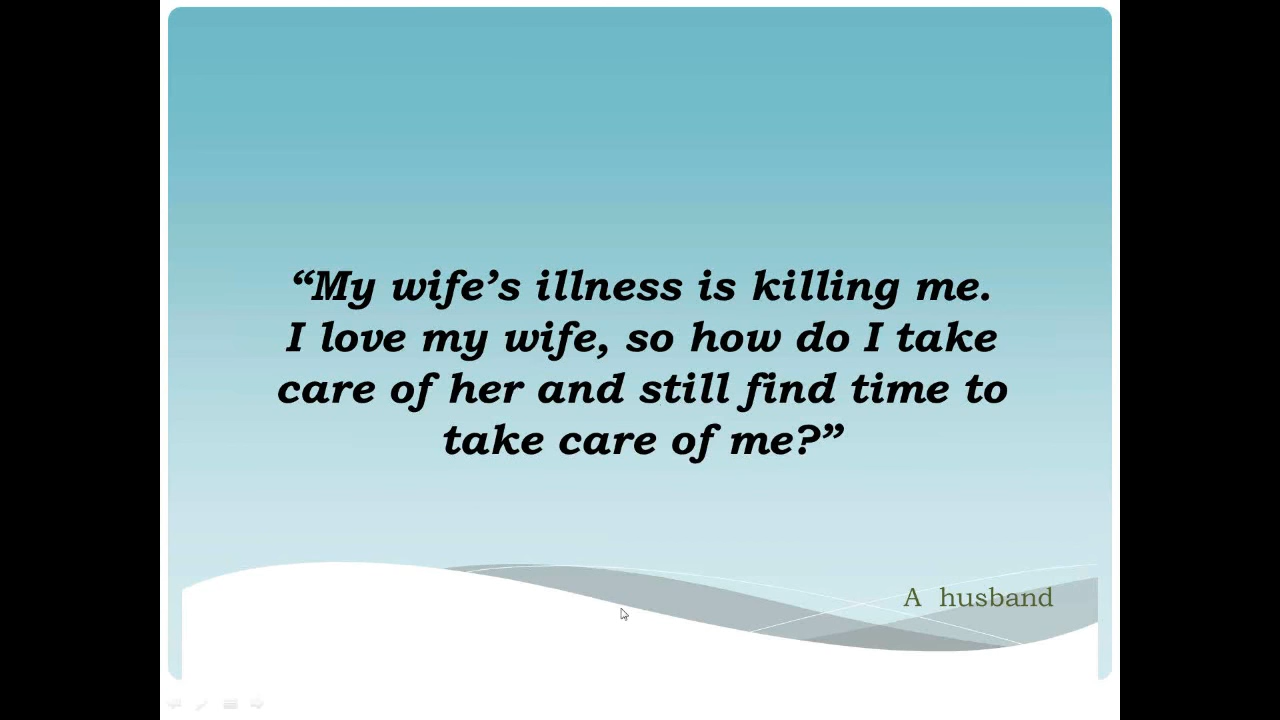 “My wife’s illness is killing me.
I love my wife, so how do I take
care of her and still find time to
take care of me?”
A husband